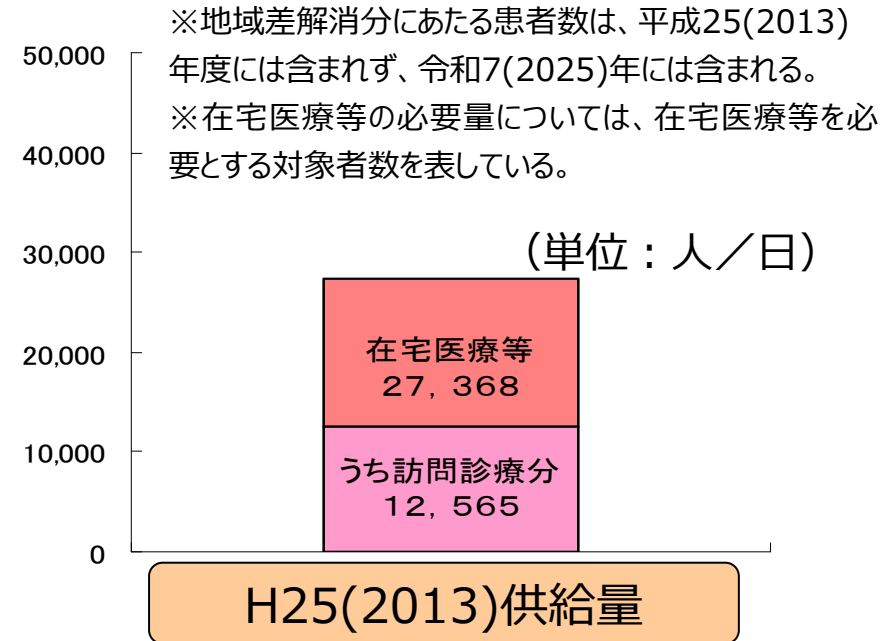 ※地域差解消分にあたる患者数は、平成25(2013)
年度には含まれず、令和7(2025)年には含まれる。
※在宅医療等の必要量については、在宅医療等を必
要とする対象者数を表している。
(単位：人／日)
50,000
40,000
30,000
20,000
10,000
0
在宅医療等
27，368
うち訪問診療分
12，565
H25(2013)供給量